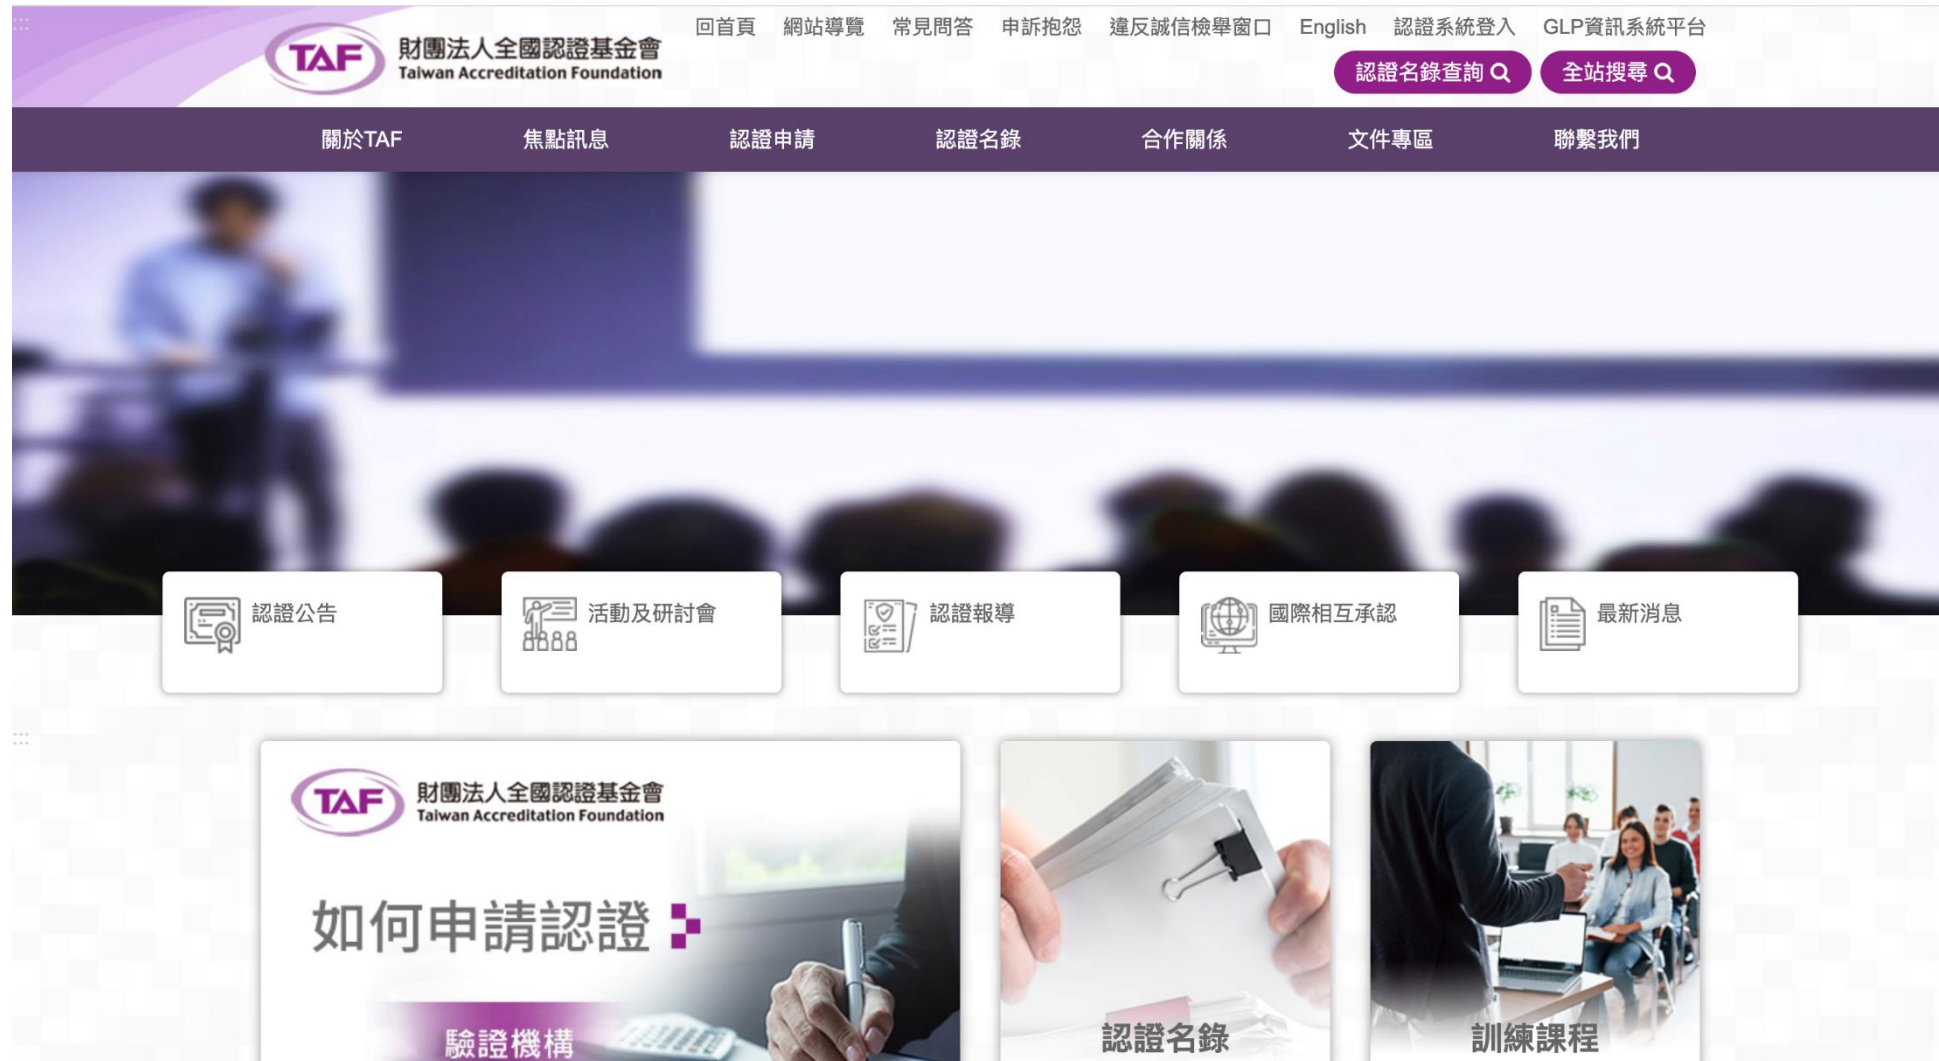 回首頁 網站導覽 常見問答 申訴抱怨 違反誠信檢舉窗口 English 認證系統登入 GLP資訊系統平台
TAF 財團法人全國認證基金會
Taiwan Accreditation Foundation
認證名錄查詢 全站搜尋
關於TAF 焦點訊息 認證申請 認證名錄 合作關係 文件專區 聯繫我們
認證公告 活動及研討會 認證報導 國際相互承認 最新消息
TAF 財團法人全國認證基金會
Taiwan Accreditation Foundation
如何申請認證
驗證機構
認證名錄
訓練課程